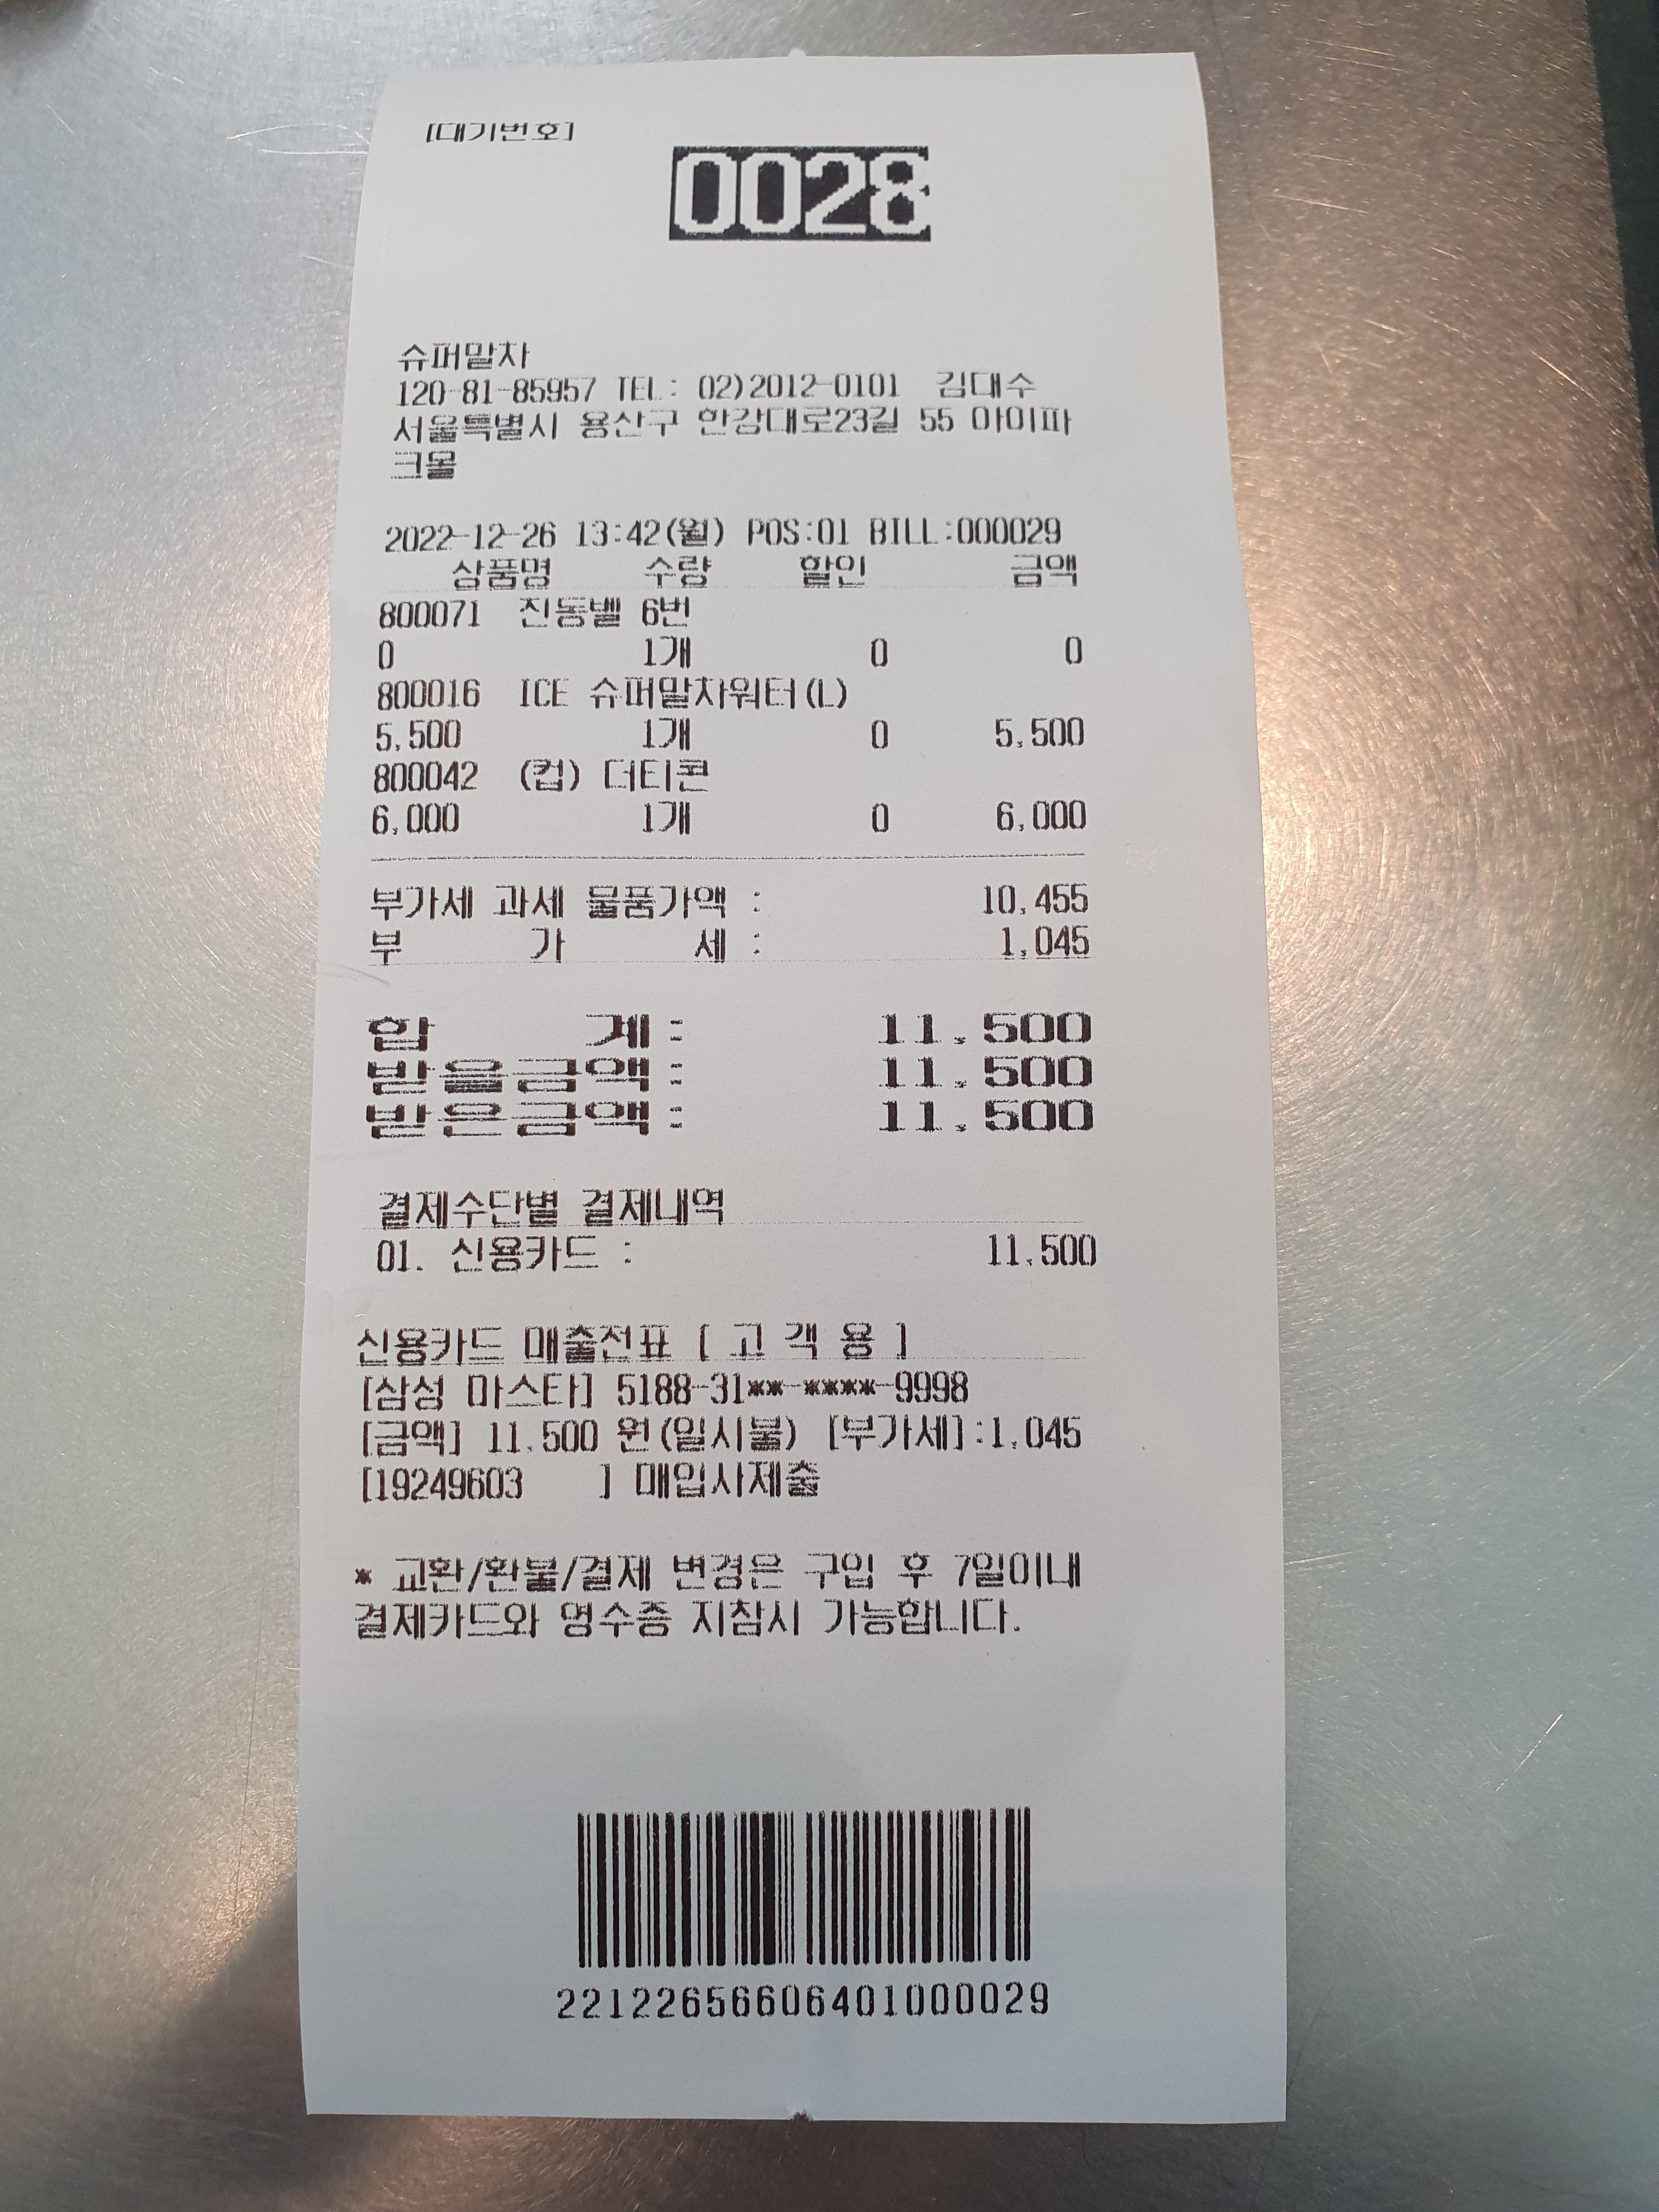 [대기번호]
0028
슈퍼말차
120-81-85957 TEL: 02)2012-0101 김대수
서울특별시 용산구 한강대로23길 55 아이파
크몰
2022-12-26 13:42(월) POS:01 BILL:000029
상품명 수량 할인 금액
800071 진동벨 6번
0 1개 0 0
800016 ICE 슈퍼말차워터(L)
5,500 1개 0 5,500
800042 (컵) 더티콘
6,000 1개 0 6,000
부가세 과세 물품가액 : 10,455
부 가 세 : 1,045
합 계: 11,500
받을금액: 11,500
받은금액: 11,500
결제수단별 결제내역
01. 신용카드 : 11,500
신용카드 매출전표 [ 고 객 용 ]
[삼성 마스타] 5188-31**-****-9998
[금액] 11,500 원(일시불) [부가세]:1,045
[19249603 ] 매입사제출
* 교환/환불/결제 변경은 구입 후 7일이내
결제카드와 영수증 지참시 가능합니다.
221226566064010000​29